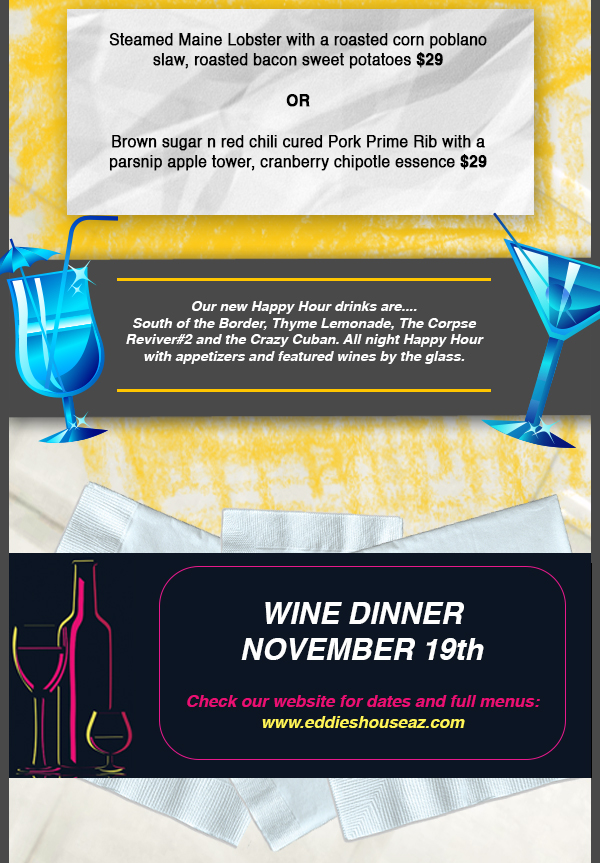 Steamed Maine Lobster with a roasted corn poblano
slaw, roasted bacon sweet potatoes $29
OR
Brown sugar n red chili cured Pork Prime Rib with a
parsnip apple tower, cranberry chipotle essence $29
Our new Happy Hour drinks are....
South of the Border, Thyme Lemonade, The Corpse
Reviver#2 and the Crazy Cuban. All night Happy Hour
with appetizers and featured wines by the glass.
WINE DINNER
NOVEMBER 19th
Check our website for dates and full menus:
www.eddieshouseaz.com